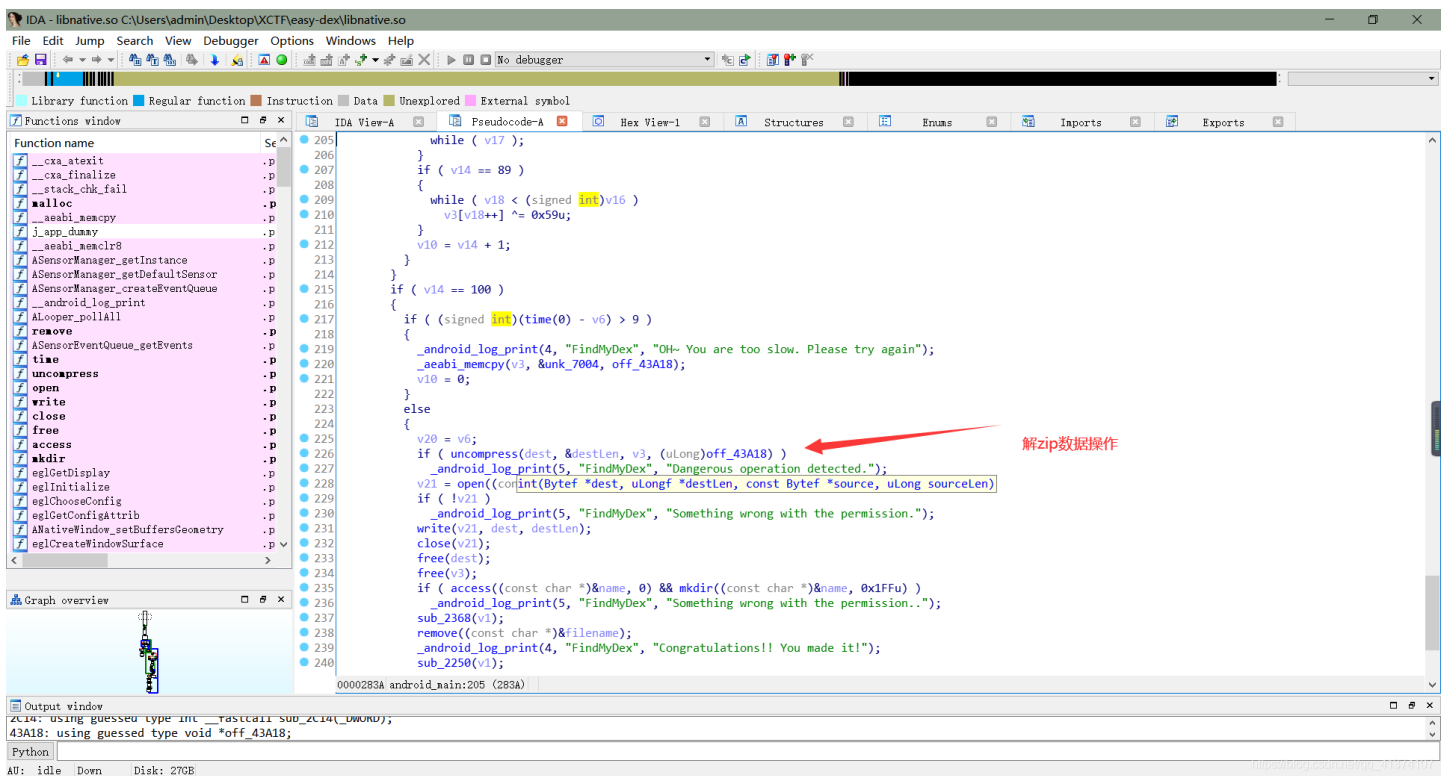 IDA - libnative.so C:\Users\admin\Desktop\XCTF\easy-dex\libnative.so
File Edit Jump Search View Debugger Options Windows Help
No debugger
Library function Regular function Instruction Data Unexplored External symbol
Functions window
IDA View-A Pseudocode-A Hex View-1 Structures Enums Imports Exports
Function name Se
__cxa_atexit .p
__cxa_finalize .p
__stack_chk_fail .p
malloc .p
__aeabi_memcpy .p
j_app_dummy .p
__aeabi_memclr8 .p
ASensorManager_getInstance .p
ASensorManager_getDefaultSensor .p
ASensorManager_createEventQueue .p
__android_log_print .p
ALooper_pollAll .p
remove .p
ASensorEventQueue_getEvents .p
time .p
uncompress .p
open .p
write .p
close .p
free .p
access .p
mkdir .p
eglGetDisplay .p
eglInitialize .p
eglChooseConfig .p
eglGetConfigAttrib .p
ANativeWindow_setBuffersGeometry .p
eglCreateWindowSurface .p
Graph overview
205 while ( v17 );
206 }
207 if ( v14 == 89 )
208 {
209 while ( v18 < (signed int)v16 )
210 v3[v18++] ^= 0x59u;
211 }
212 v10 = v14 + 1;
213 }
214 }
215 if ( v14 == 100 )
216 {
217 if ( (signed int)(time(0) - v6) > 9 )
218 {
219 _android_log_print(4, "FindMyDex", "OH~ You are too slow. Please try again");
220 _aeabi_memcpy(v3, &unk_7004, off_43A18);
221 v10 = 0;
222 }
223 else
224 {
225 v20 = v6;
226 if ( uncompress(dest, &destLen, v3, (uLong)off_43A18) )
解zip数据操作
227 _android_log_print(5, "FindMyDex", "Dangerous operation detected.");
228 v21 = open((con
int(Bytef *dest, uLongf *destLen, const Bytef *source, uLong sourceLen)
229 if ( !v21 )
230 _android_log_print(5, "FindMyDex", "Something wrong with the permission.");
231 write(v21, dest, destLen);
232 close(v21);
233 free(dest);
234 free(v3);
235 if ( access((const char *)&name, 0) && mkdir((const char *)&name, 0x1FFu) )
236 _android_log_print(5, "FindMyDex", "Something wrong with the permission..");
237 sub_2368(v1);
238 remove((const char *)&filename);
239 _android_log_print(4, "FindMyDex", "Congratulations!! You made it!");
240 sub_2250(v1);
0000283A android_main:205 (283A)
Output window
2C14: using guessed type int __fastcall sub_2C14(_DWORD);
43A18: using guessed type void *off_43A18;
Python
AU: idle Down Disk: 27GB